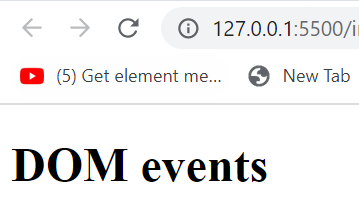 127.0.0.1:5500/i
(5) Get element me... New Tab
DOM events